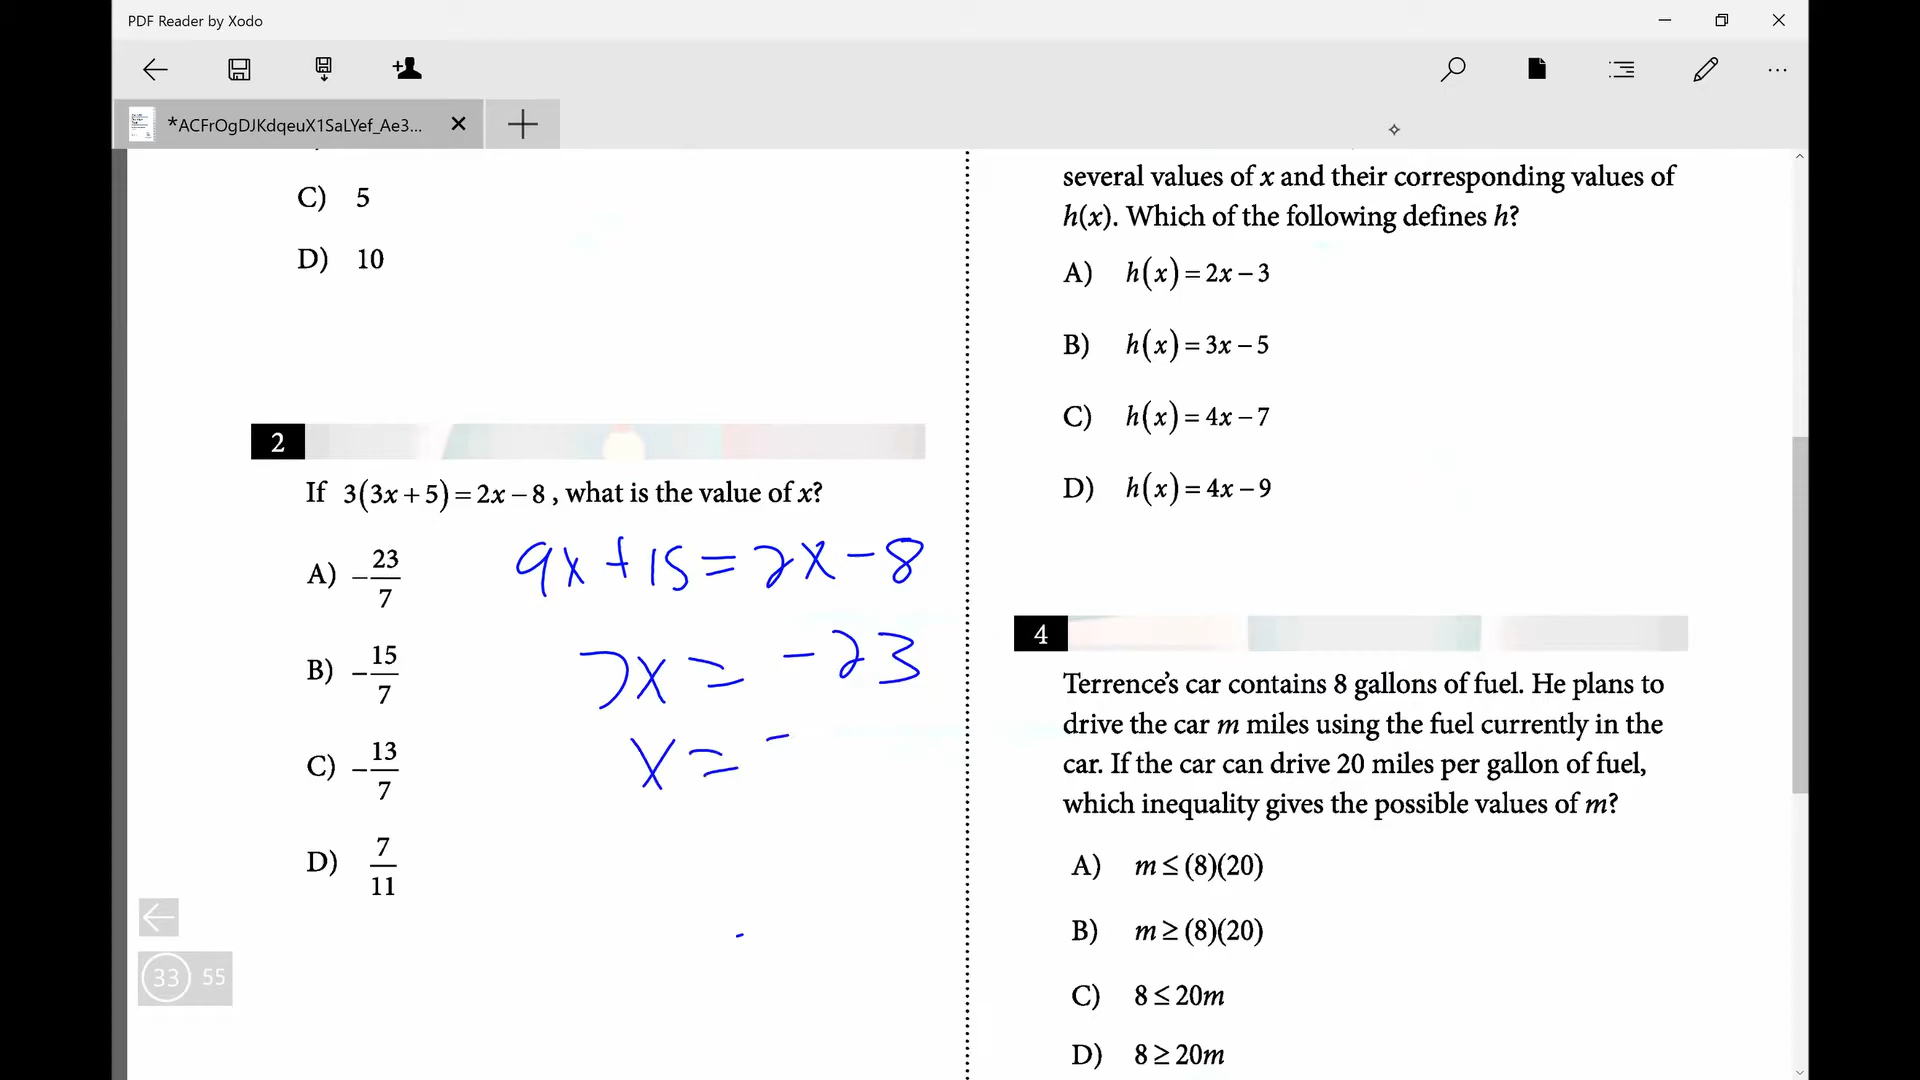 PDF Reader by Xodo
*ACFrOgDJKdqeuX1SaLYef_Ae3...
C) 5
D) 10
2
If 3(3x + 5) = 2x − 8, what is the value of x?
A) −23/7
B) −15/7
C) −13/7
D) 7/11
9x + 15 = 2x − 8
7x = −23
x = −
33 55
several values of x and their corresponding values of
h(x). Which of the following defines h?
A) h(x) = 2x − 3
B) h(x) = 3x − 5
C) h(x) = 4x − 7
D) h(x) = 4x − 9
4
Terrence's car contains 8 gallons of fuel. He plans to
drive the car m miles using the fuel currently in the
car. If the car can drive 20 miles per gallon of fuel,
which inequality gives the possible values of m?
A) m ≤ (8)(20)
B) m ≥ (8)(20)
C) 8 ≤ 20m
D) 8 ≥ 20m